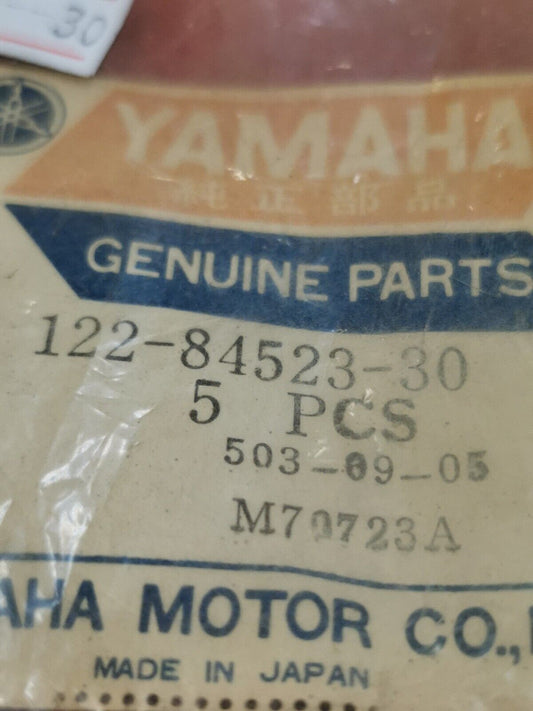 30
YAMAHA
純正部品
GENUINE PARTS
122-84523-30
5 PCS
503-09-05
M70723A
AHA MOTOR CO.,
MADE IN JAPAN